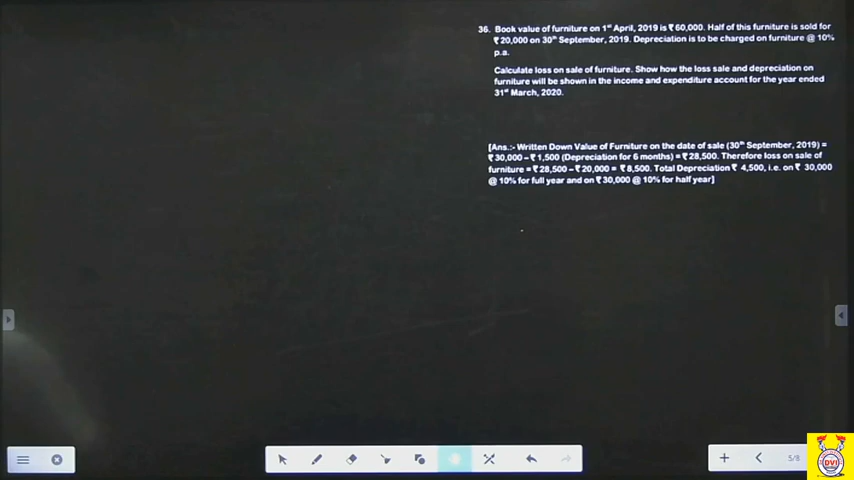 36. Book value of furniture on 1st April, 2019 is ₹ 60,000. Half of this furniture is sold for
₹ 20,000 on 30th September, 2019. Depreciation is to be charged on furniture @ 10%
p.a.
Calculate loss on sale of furniture. Show how the loss sale and depreciation on
furniture will be shown in the income and expenditure account for the year ended
31st March, 2020.
[Ans.:- Written Down Value of Furniture on the date of sale (30th September, 2019) =
₹ 30,000 – ₹ 1,500 (Depreciation for 6 months) = ₹ 28,500. Therefore loss on sale of
furniture = ₹ 28,500 – ₹ 20,000 = ₹ 8,500. Total Depreciation ₹ 4,500, i.e. on ₹ 30,000
@ 10% for full year and on ₹ 30,000 @ 10% for half year]
5/8
DVI